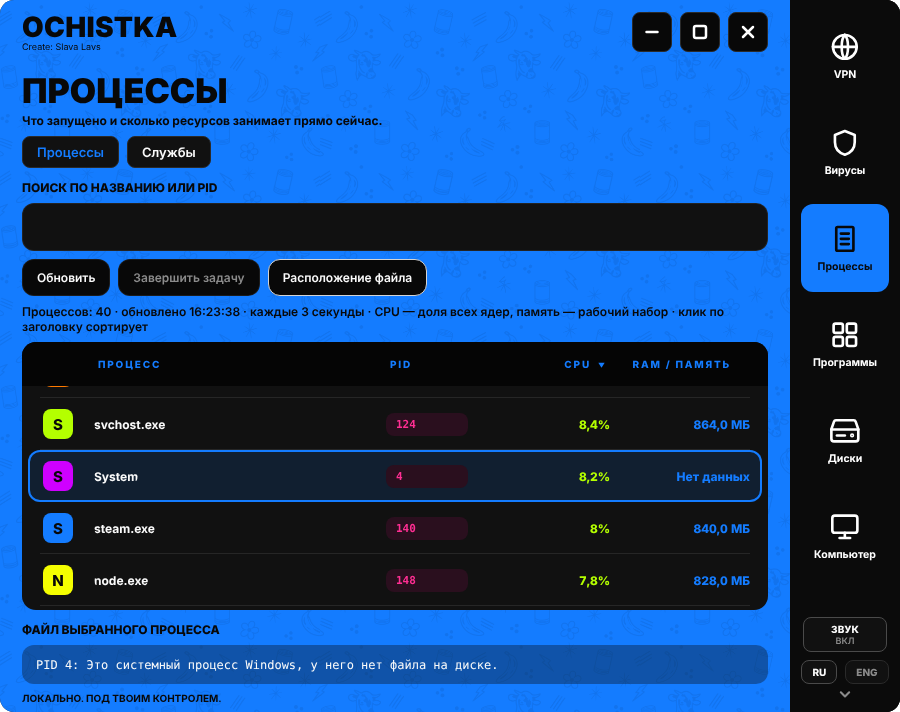 OCHISTKA
Create: Slava Lavs
ПРОЦЕССЫ
Что запущено и сколько ресурсов занимает прямо сейчас.
Процессы
Службы
ПОИСК ПО НАЗВАНИЮ ИЛИ PID
Обновить
Завершить задачу
Расположение файла
Процессов: 40 · обновлено 16:23:38 · каждые 3 секунды · CPU — доля всех ядер, память — рабочий набор · клик по
заголовку сортирует
ПРОЦЕСС PID CPU ▼ RAM / ПАМЯТЬ
S svchost.exe 124 8,4% 864,0 МБ
S System 4 8,2% Нет данных
S steam.exe 140 8% 840,0 МБ
N node.exe 148 7,8% 828,0 МБ
ФАЙЛ ВЫБРАННОГО ПРОЦЕССА
PID 4: Это системный процесс Windows, у него нет файла на диске.
ЛОКАЛЬНО. ПОД ТВОИМ КОНТРОЛЕМ.
VPN
Вирусы
Процессы
Программы
Диски
Компьютер
ЗВУК
ВКЛ
RU
ENG